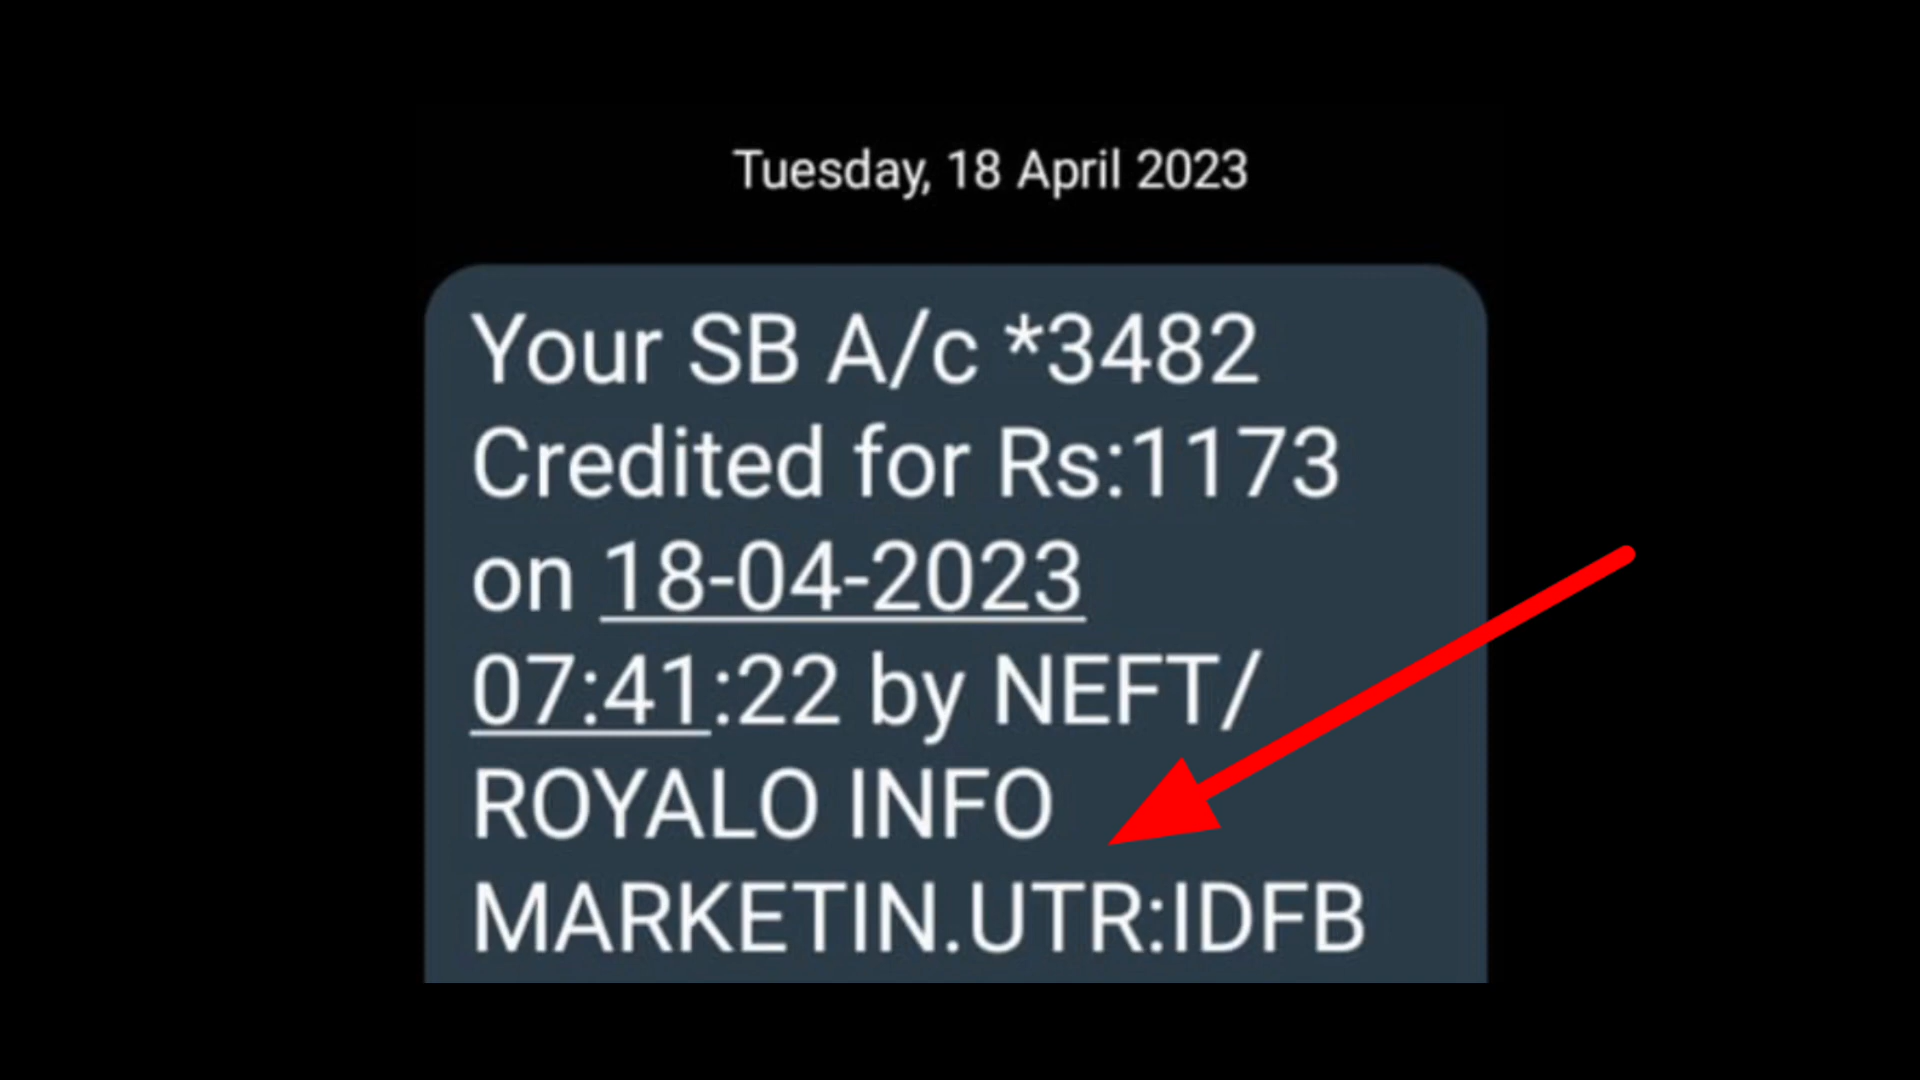 Tuesday, 18 April 2023
Your SB A/c *3482
Credited for Rs:1173
on 18-04-2023
07:41:22 by NEFT/
ROYALO INFO
MARKETIN.UTR:IDFB